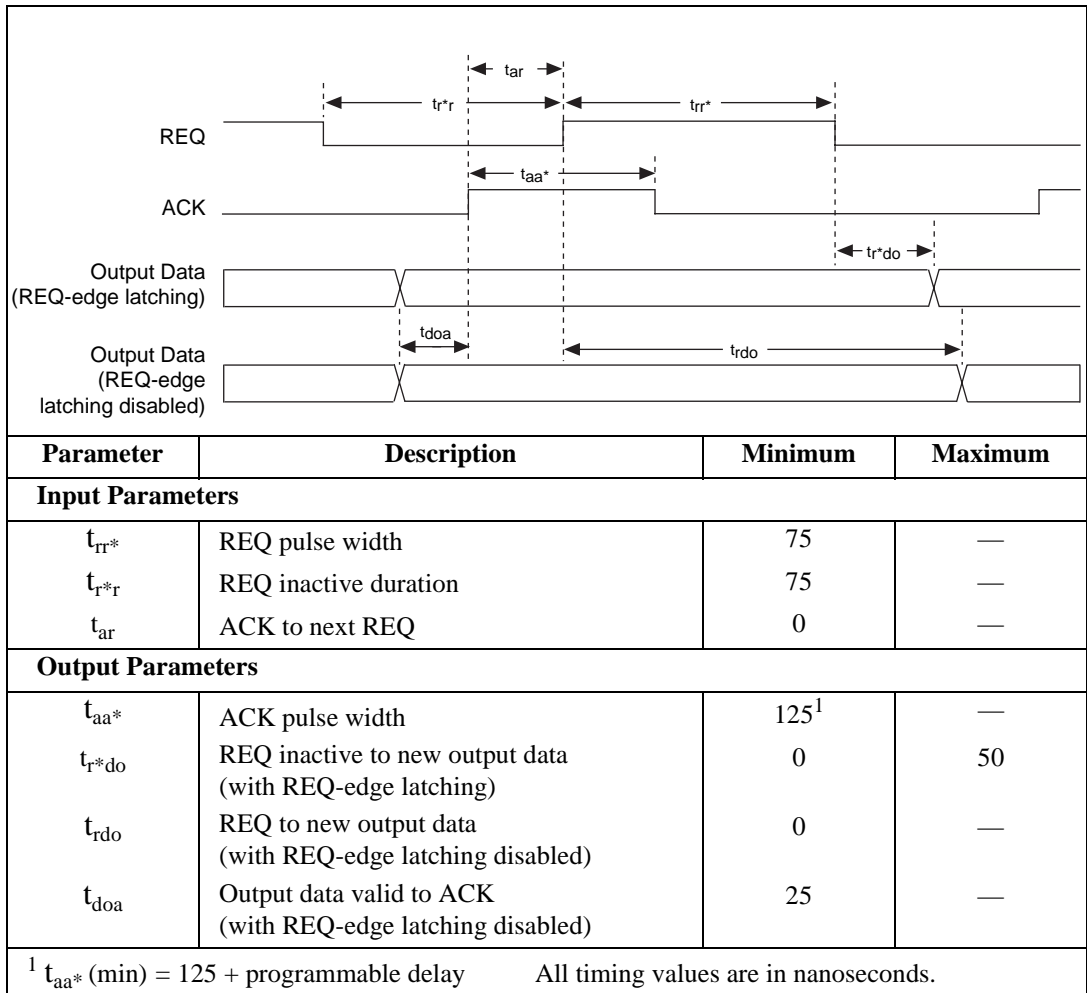 tar
tr*r
trr*
REQ
taa*
ACK
tr*do
Output Data
(REQ-edge latching)
tdoa
trdo
Output Data
(REQ-edge
latching disabled)
Parameter Description Minimum Maximum
Input Parameters
trr* REQ pulse width 75 —
tr*r REQ inactive duration 75 —
tar ACK to next REQ 0 —
Output Parameters
taa* ACK pulse width 125¹ —
tr*do REQ inactive to new output data 0 50
(with REQ-edge latching)
trdo REQ to new output data 0 —
(with REQ-edge latching disabled)
tdoa Output data valid to ACK 25 —
(with REQ-edge latching disabled)
¹ taa* (min) = 125 + programmable delay All timing values are in nanoseconds.